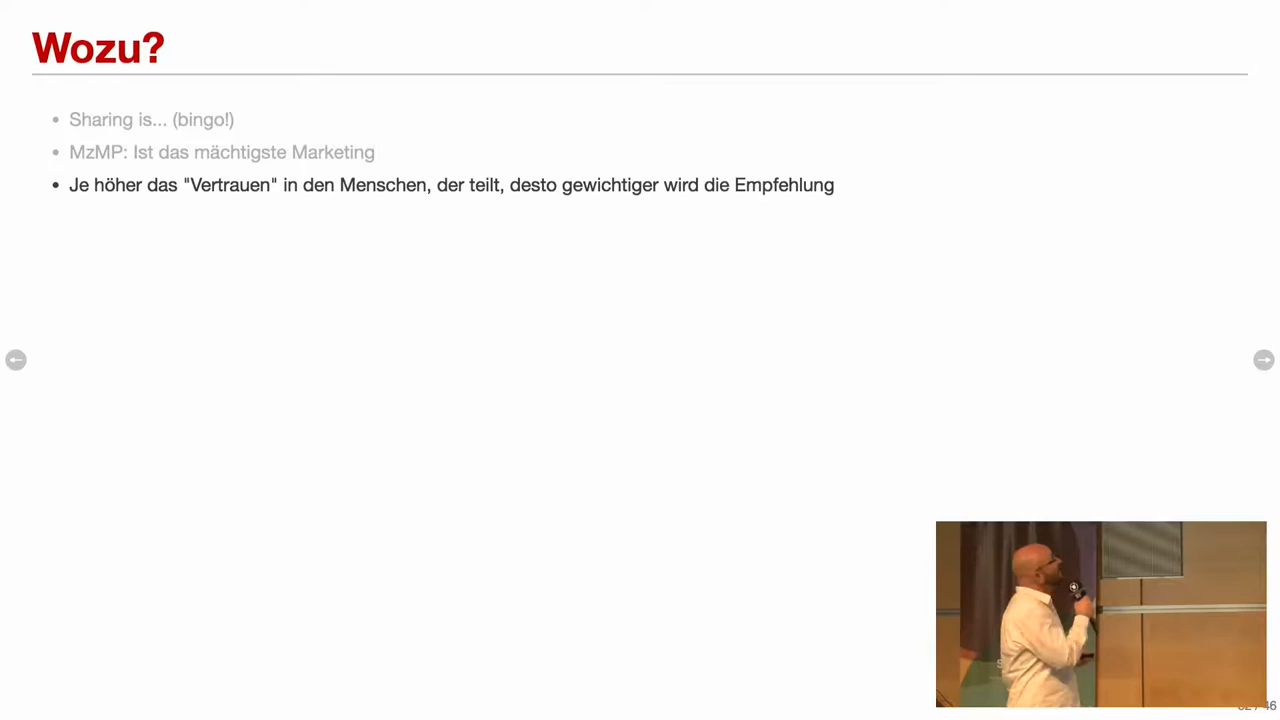 Wozu?
Sharing is... (bingo!)
MzMP: Ist das mächtigste Marketing
Je höher das "Vertrauen" in den Menschen, der teilt, desto gewichtiger wird die Empfehlung